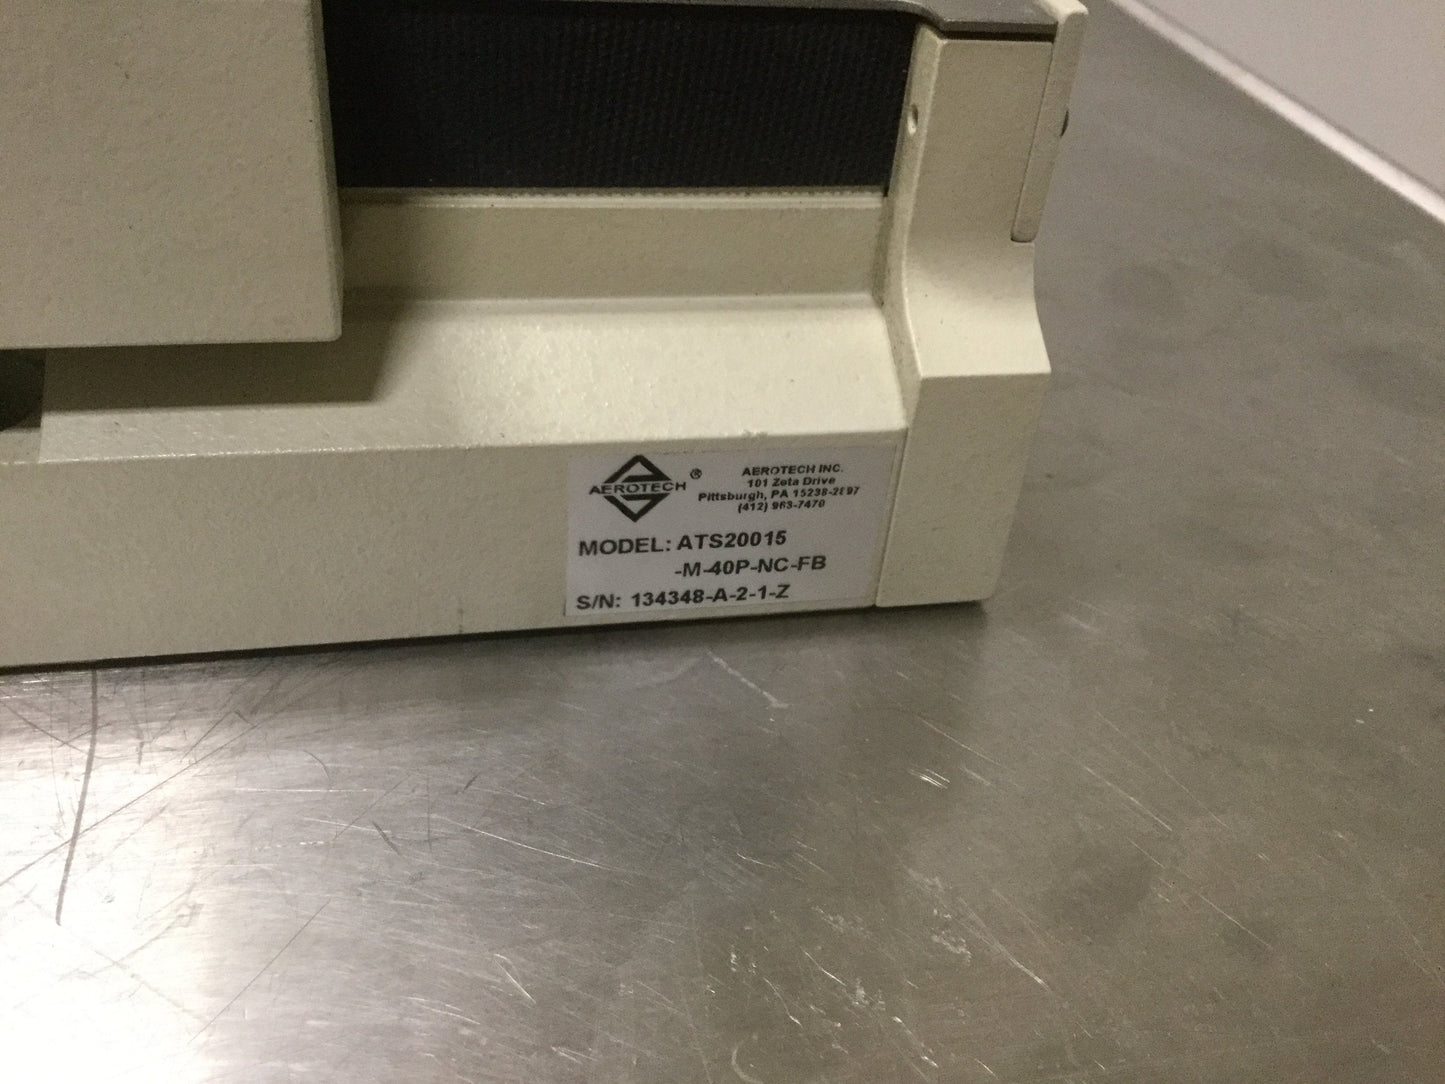 AEROTECH ®
AEROTECH INC.
101 Zeta Drive
Pittsburgh, PA 15238-2897
(412) 963-7470
MODEL: ATS20015
-M-40P-NC-FB
S/N: 134348-A-2-1-Z